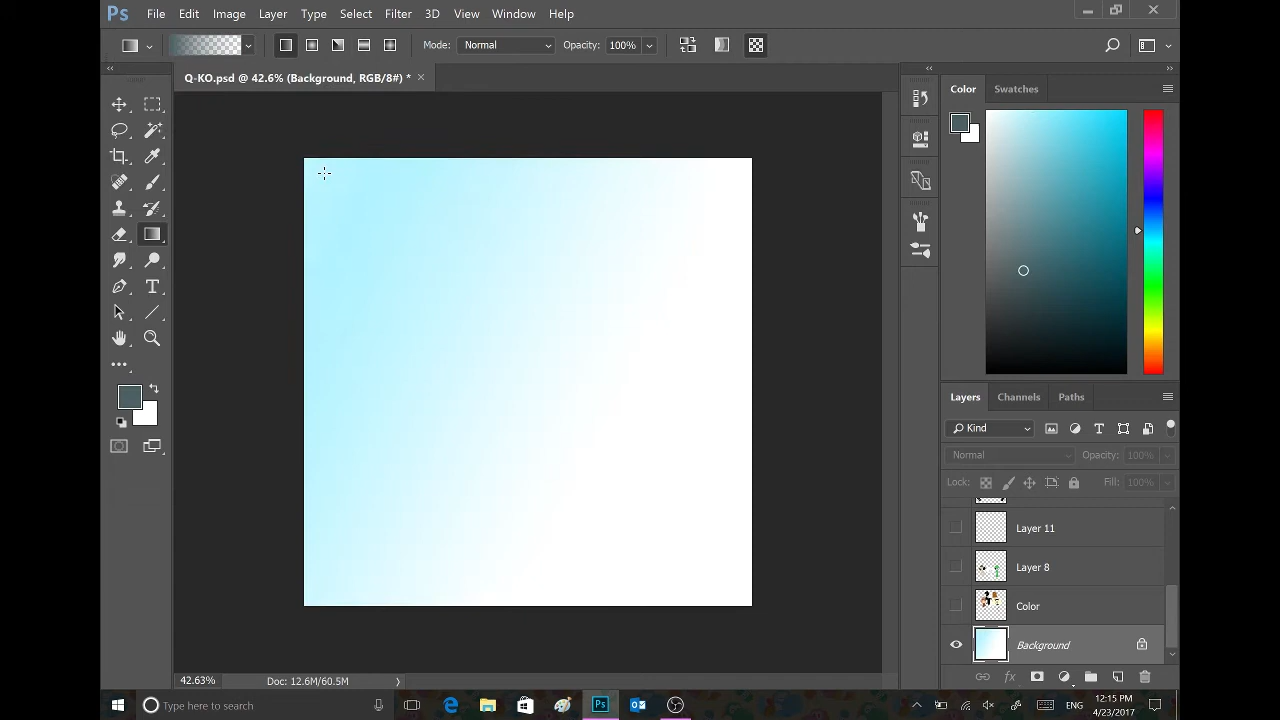 Ps File Edit Image Layer Type Select Filter 3D View Window Help
Mode: Normal Opacity: 100%
Q-KO.psd @ 42.6% (Background, RGB/8#) *
Color Swatches
Layers Channels Paths
Kind
Normal Opacity: 100%
Lock: Fill: 100%
Layer 11
Layer 8
Color
Background
42.63% Doc: 12.6M/60.5M
Type here to search
Ps
ENG
12:15 PM
4/23/2017